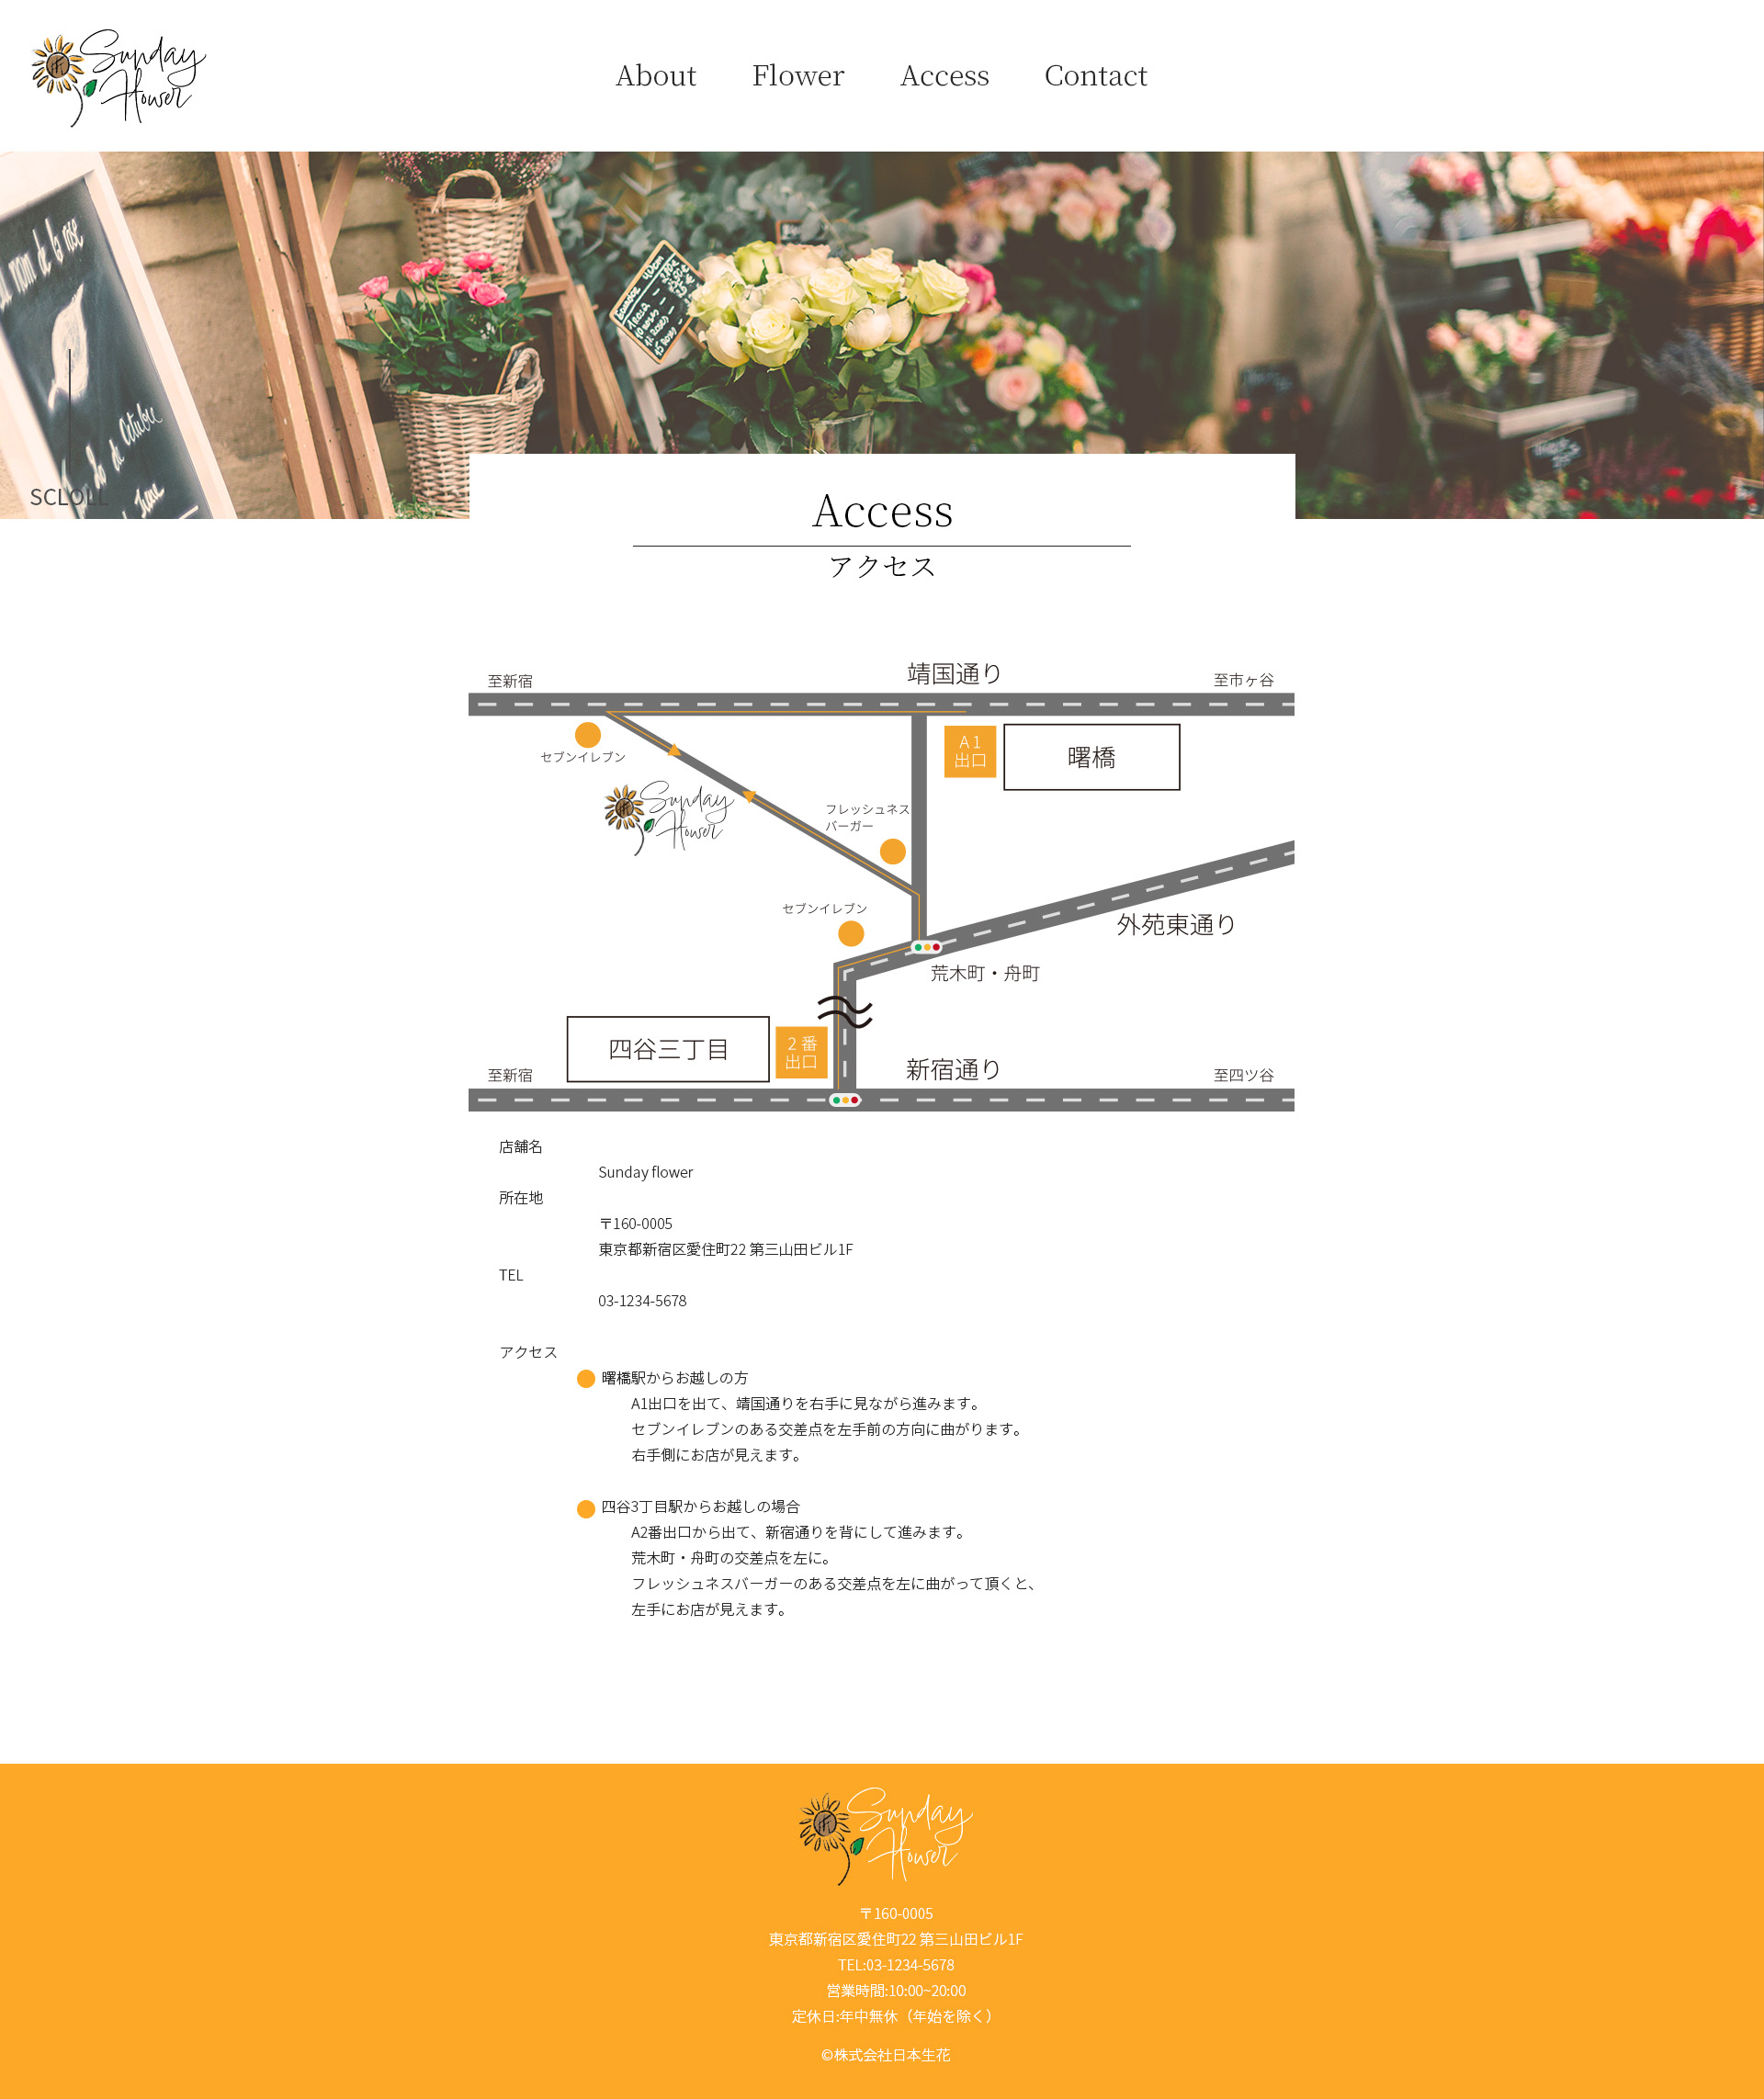 Sunday
Flower
About
Flower
Access
Contact
SCLOLL
Access
アクセス
靖国通り
至新宿
至市ヶ谷
A1
出口
曙橋
セブンイレブン
Sunday
Flower
フレッシュネス
バーガー
セブンイレブン
外苑東通り
荒木町・舟町
四谷三丁目
2番
出口
新宿通り
至新宿
至四ツ谷
店舗名
Sunday flower
所在地
〒160-0005
東京都新宿区愛住町22 第三山田ビル1F
TEL
03-1234-5678
アクセス
曙橋駅からお越しの方
A1出口を出て、靖国通りを右手に見ながら進みます。
セブンイレブンのある交差点を左手前の方向に曲がります。
右手側にお店が見えます。
四谷3丁目駅からお越しの場合
A2番出口から出て、新宿通りを背にして進みます。
荒木町・舟町の交差点を左に。
フレッシュネスバーガーのある交差点を左に曲がって頂くと、
左手にお店が見えます。
Sunday
Flower
〒160-0005
東京都新宿区愛住町22 第三山田ビル1F
TEL:03-1234-5678
営業時間:10:00~20:00
定休日:年中無休（年始を除く）
©株式会社日本生花